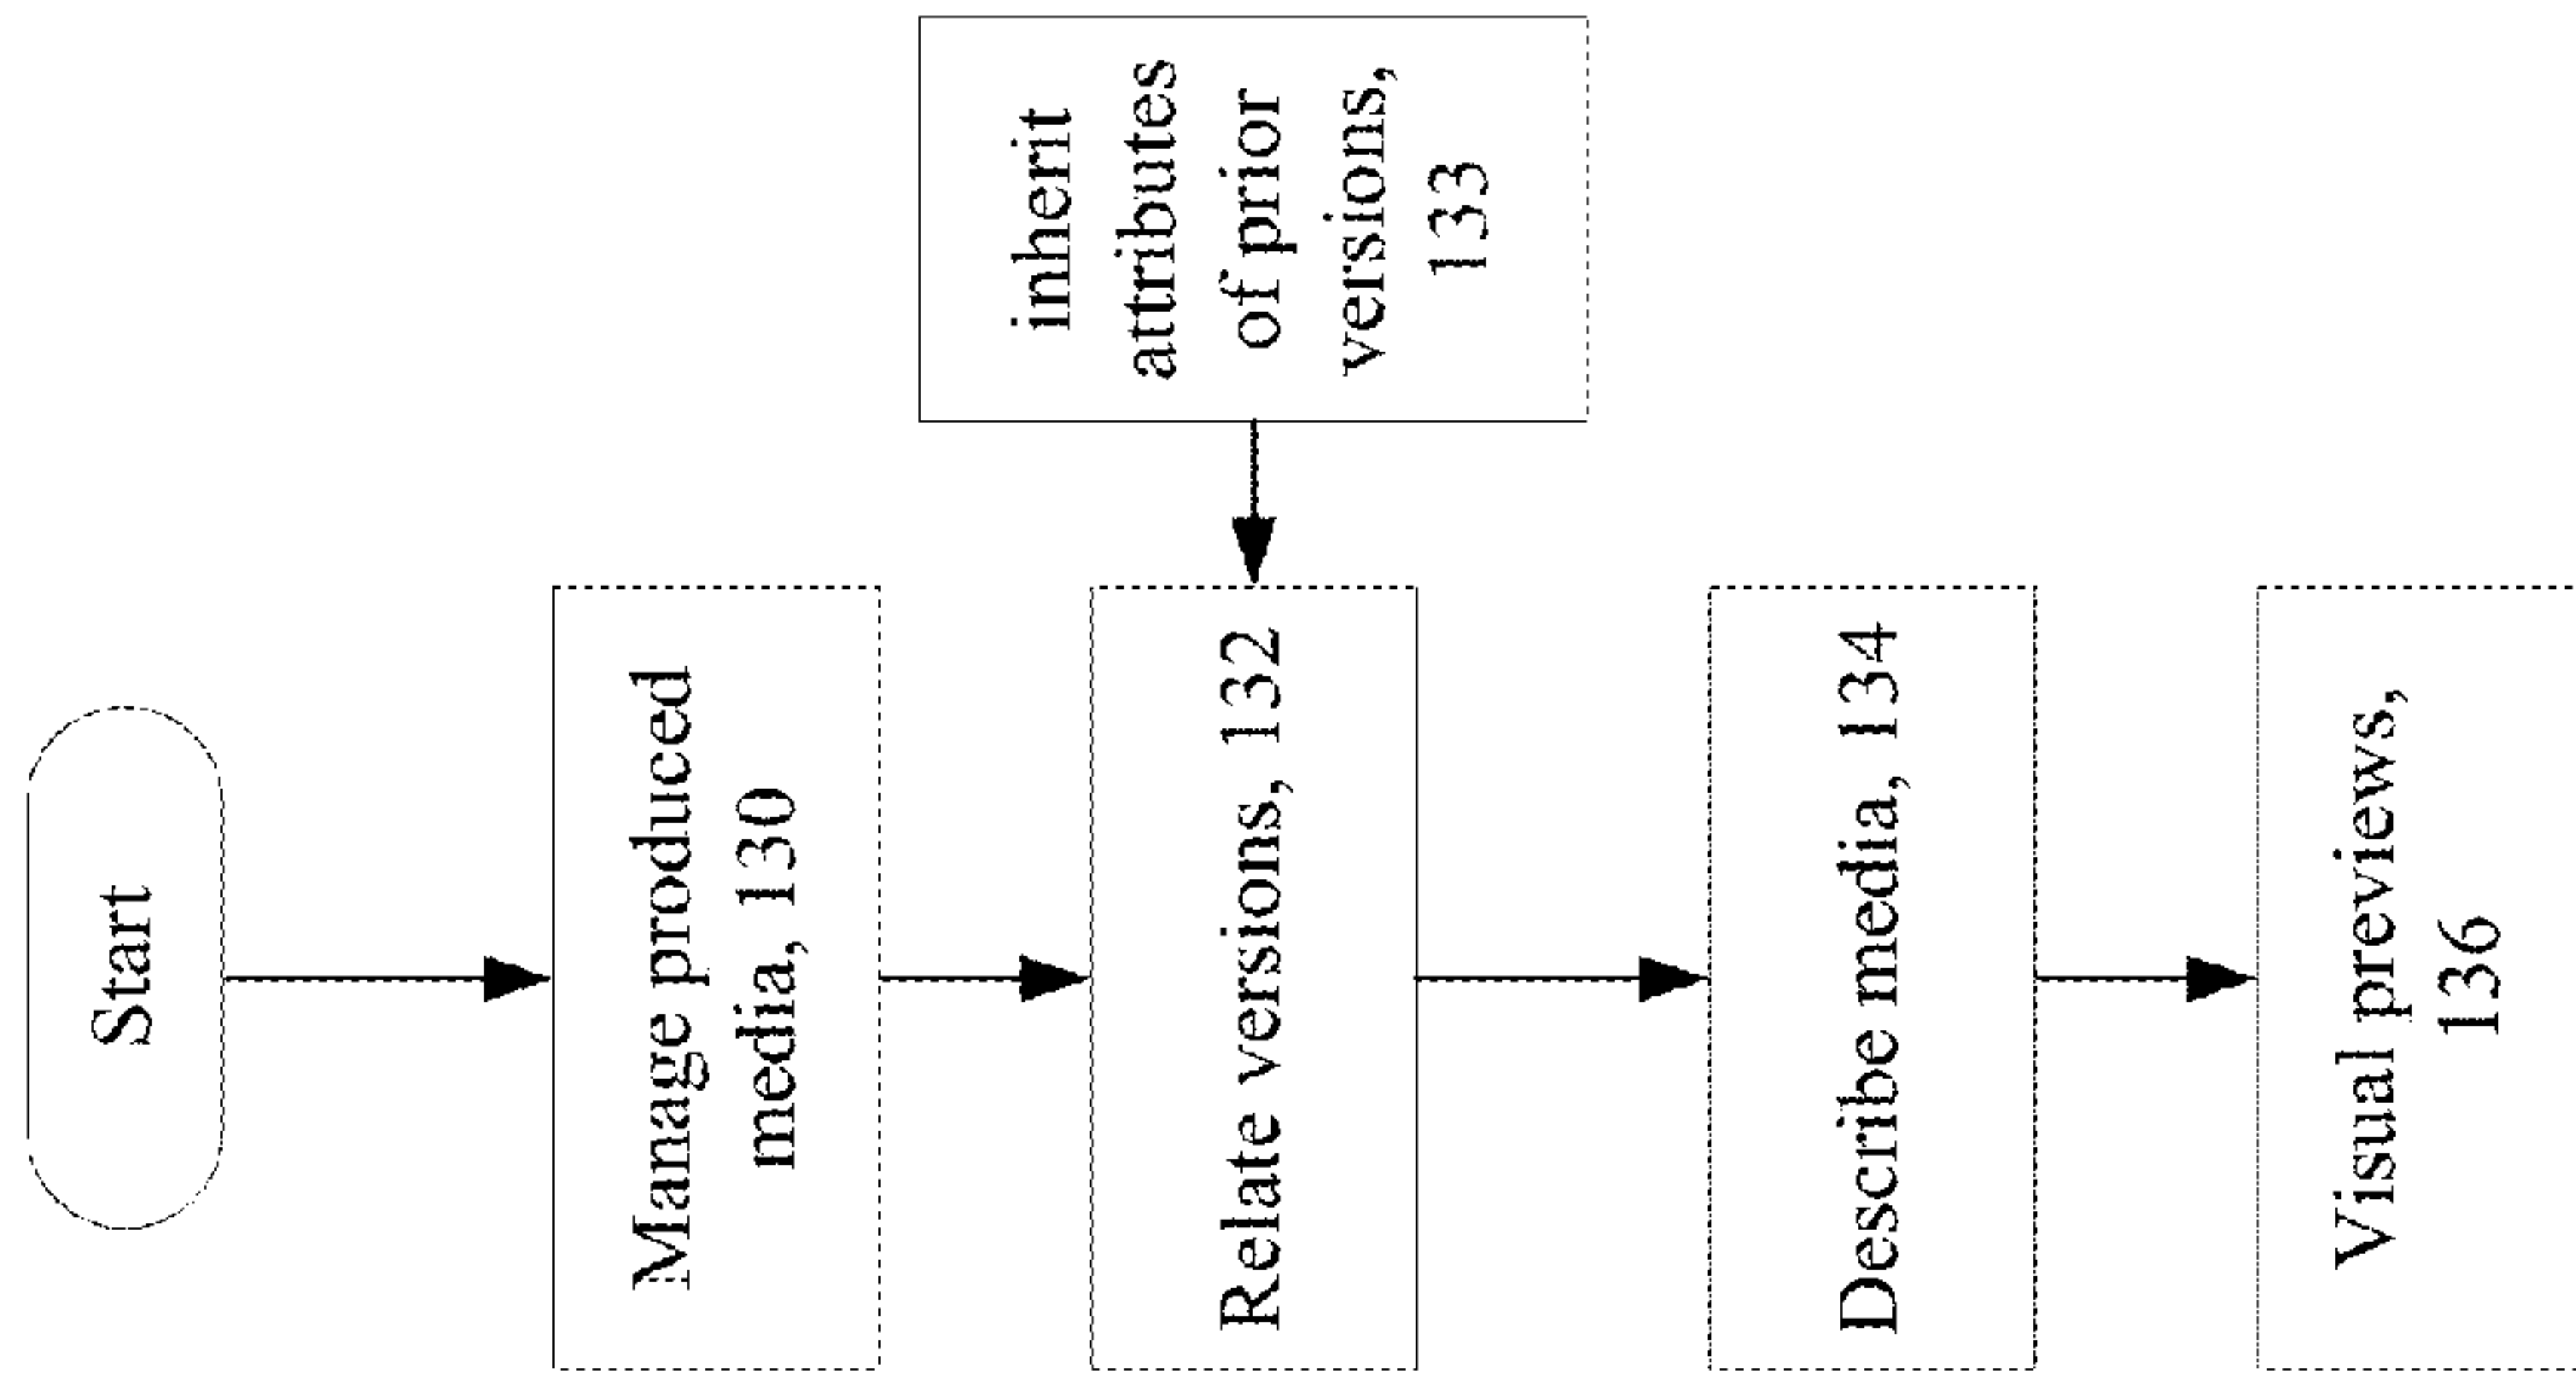 Start
Manage produced
media, 130
Relate versions, 132
inherit
attributes
of prior
versions,
133
Describe media, 134
Visual previews,
136